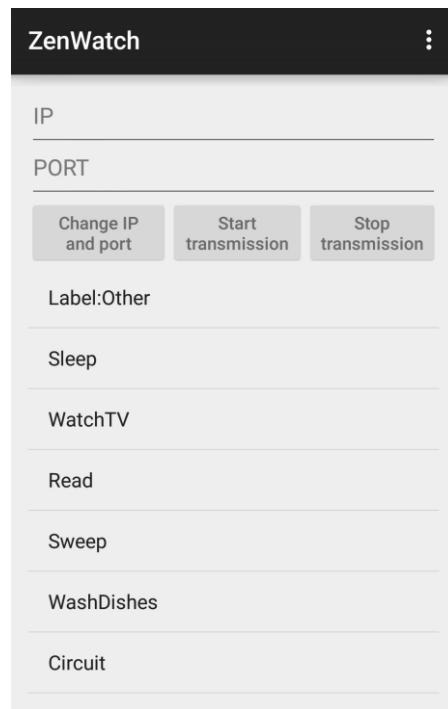 ZenWatch
IP
PORT
Change IP
and port
Start
transmission
Stop
transmission
Label:Other
Sleep
WatchTV
Read
Sweep
WashDishes
Circuit